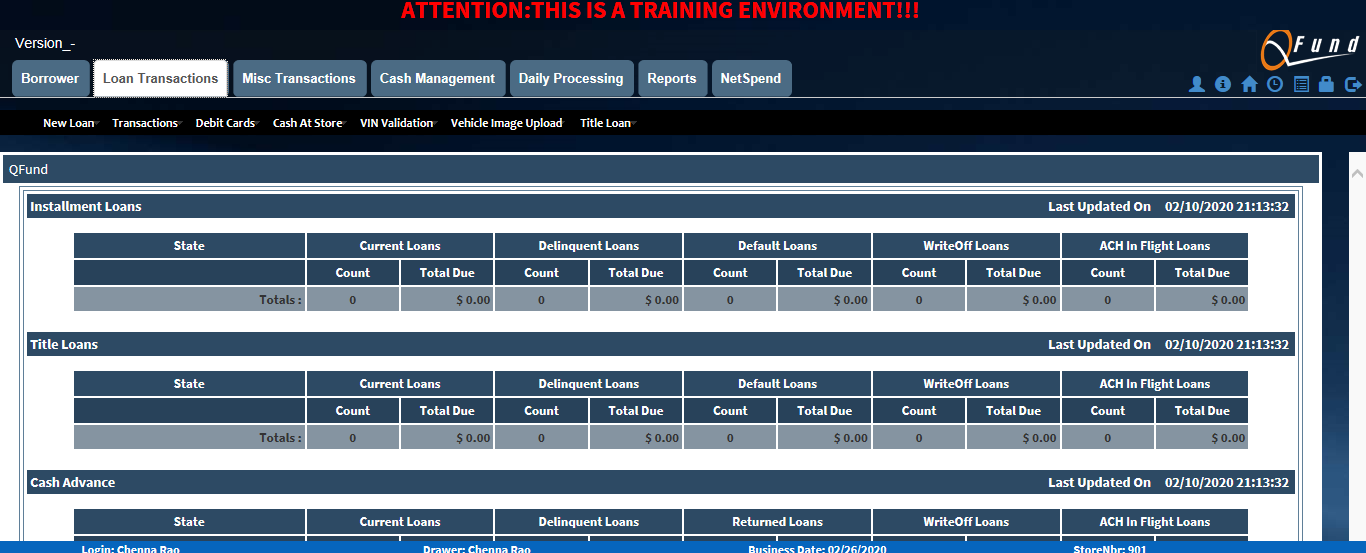 ATTENTION:THIS IS A TRAINING ENVIRONMENT!!!
Version_-
QFund
Borrower Loan Transactions Misc Transactions Cash Management Daily Processing Reports NetSpend
New Loan Transactions Debit Cards Cash At Store VIN Validation Vehicle Image Upload Title Loan
QFund
Installment Loans Last Updated On 02/10/2020 21:13:32
State Current Loans Delinquent Loans Default Loans WriteOff Loans ACH In Flight Loans
Count Total Due Count Total Due Count Total Due Count Total Due Count Total Due
Totals : 0 $ 0.00 0 $ 0.00 0 $ 0.00 0 $ 0.00 0 $ 0.00
Title Loans Last Updated On 02/10/2020 21:13:32
State Current Loans Delinquent Loans Default Loans WriteOff Loans ACH In Flight Loans
Count Total Due Count Total Due Count Total Due Count Total Due Count Total Due
Totals : 0 $ 0.00 0 $ 0.00 0 $ 0.00 0 $ 0.00 0 $ 0.00
Cash Advance Last Updated On 02/10/2020 21:13:32
State Current Loans Delinquent Loans Returned Loans WriteOff Loans ACH In Flight Loans
Login: Chenna Rao Drawer: Chenna Rao Business Date: 02/26/2020 StoreNbr: 901